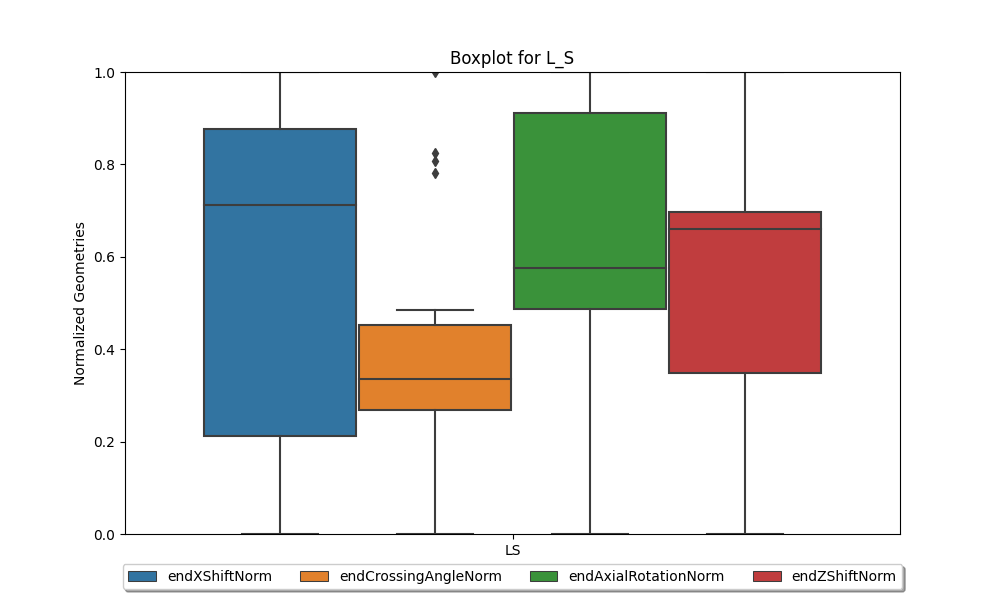 Boxplot for L_S
1.0
0.8
0.6
0.4
0.2
0.0
Normalized Geometries
LS
endXShiftNorm endCrossingAngleNorm endAxialRotationNorm endZShiftNorm